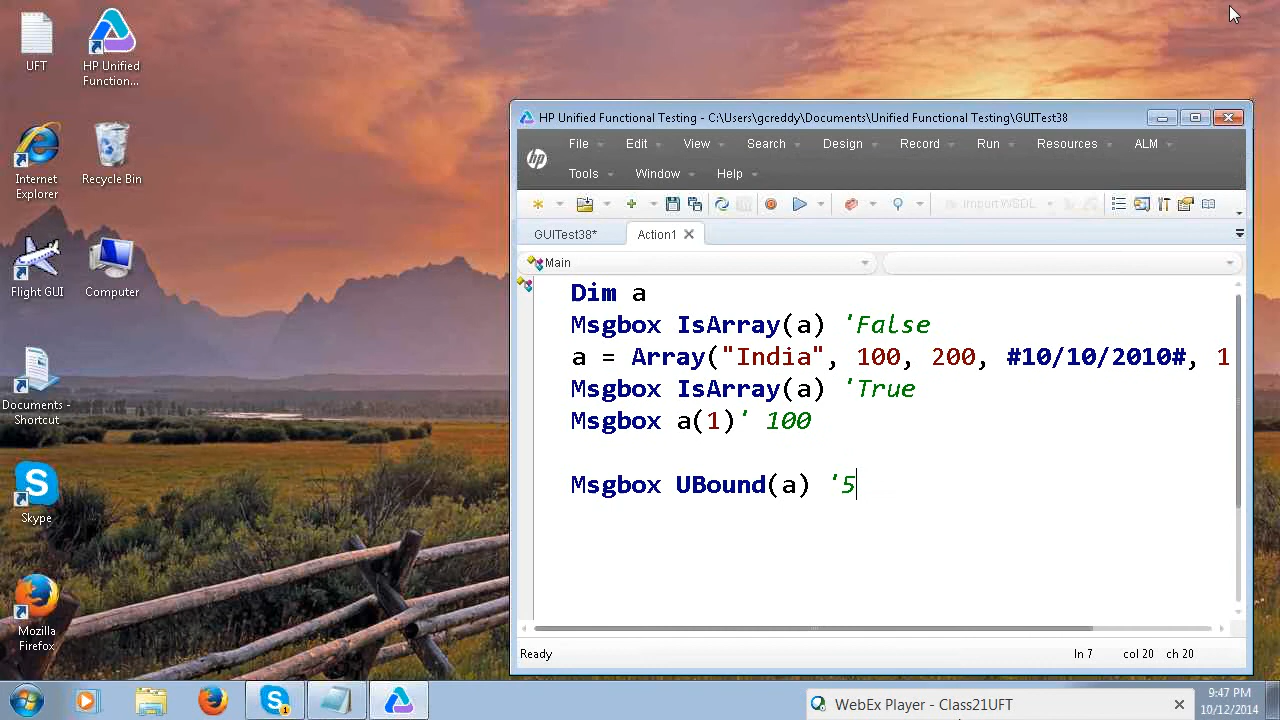 UFT
HP Unified
Function...
Internet
Explorer
Recycle Bin
Flight GUI
Computer
Documents -
Shortcut
Skype
Mozilla
Firefox
HP Unified Functional Testing - C:\Users\gcreddy\Documents\Unified Functional Testing\GUITest38
hp
File Edit View Search Design Record Run Resources ALM
Tools Window Help
Import WSDL
GUITest38* Action1
Main
Dim a
Msgbox IsArray(a) 'False
a = Array("India", 100, 200, #10/10/2010#, 1
Msgbox IsArray(a) 'True
Msgbox a(1)' 100
Msgbox UBound(a) '5
Ready ln 7 col 20 ch 20
WebEx Player - Class21UFT
9:47 PM
10/12/2014